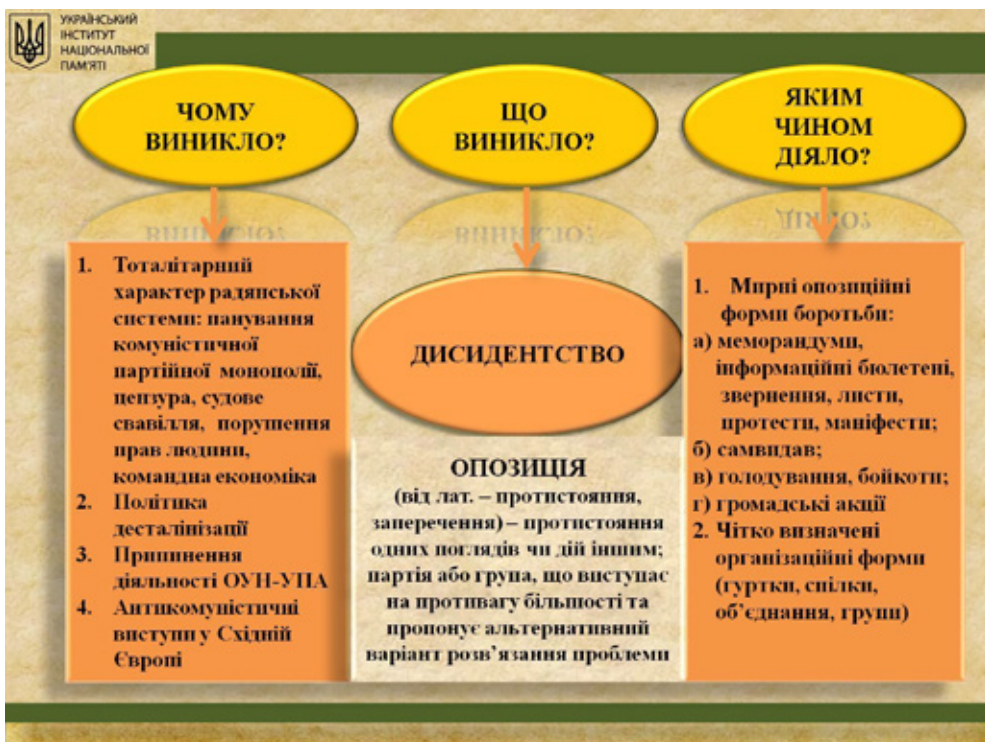 УКРАЇНСЬКИЙ
ІНСТИТУТ
НАЦІОНАЛЬНОЇ
ПАМ'ЯТІ
ЧОМУ
ВИНИКЛО?
1. Тоталітарний
характер радянської
системи: панування
комуністичної
партійної монополії,
цензура, судове
свавілля, порушення
прав людини,
командна економіка
2. Політика
десталінізації
3. Припинення
діяльності ОУН-УПА
4. Антикомуністичні
виступи у Східній
Європі
ЩО
ВИНИКЛО?
ДИСИДЕНТСТВО
ОПОЗИЦІЯ
(від лат. – протистояння,
заперечення) – протистояння
одних поглядів чи дій іншим;
партія або група, що виступає
на противагу більшості та
пропонує альтернативний
варіант розв'язання проблеми
ЯКИМ
ЧИНОМ
ДІЯЛО?
1. Мирні опозиційні
форми боротьби:
а) меморандуми,
інформаційні бюлетені,
звернення, листи,
протести, маніфести;
б) самвидав;
в) голодування, бойкоти;
г) громадські акції
2. Чітко визначені
організаційні форми
(гуртки, спілки,
об'єднання, групи)